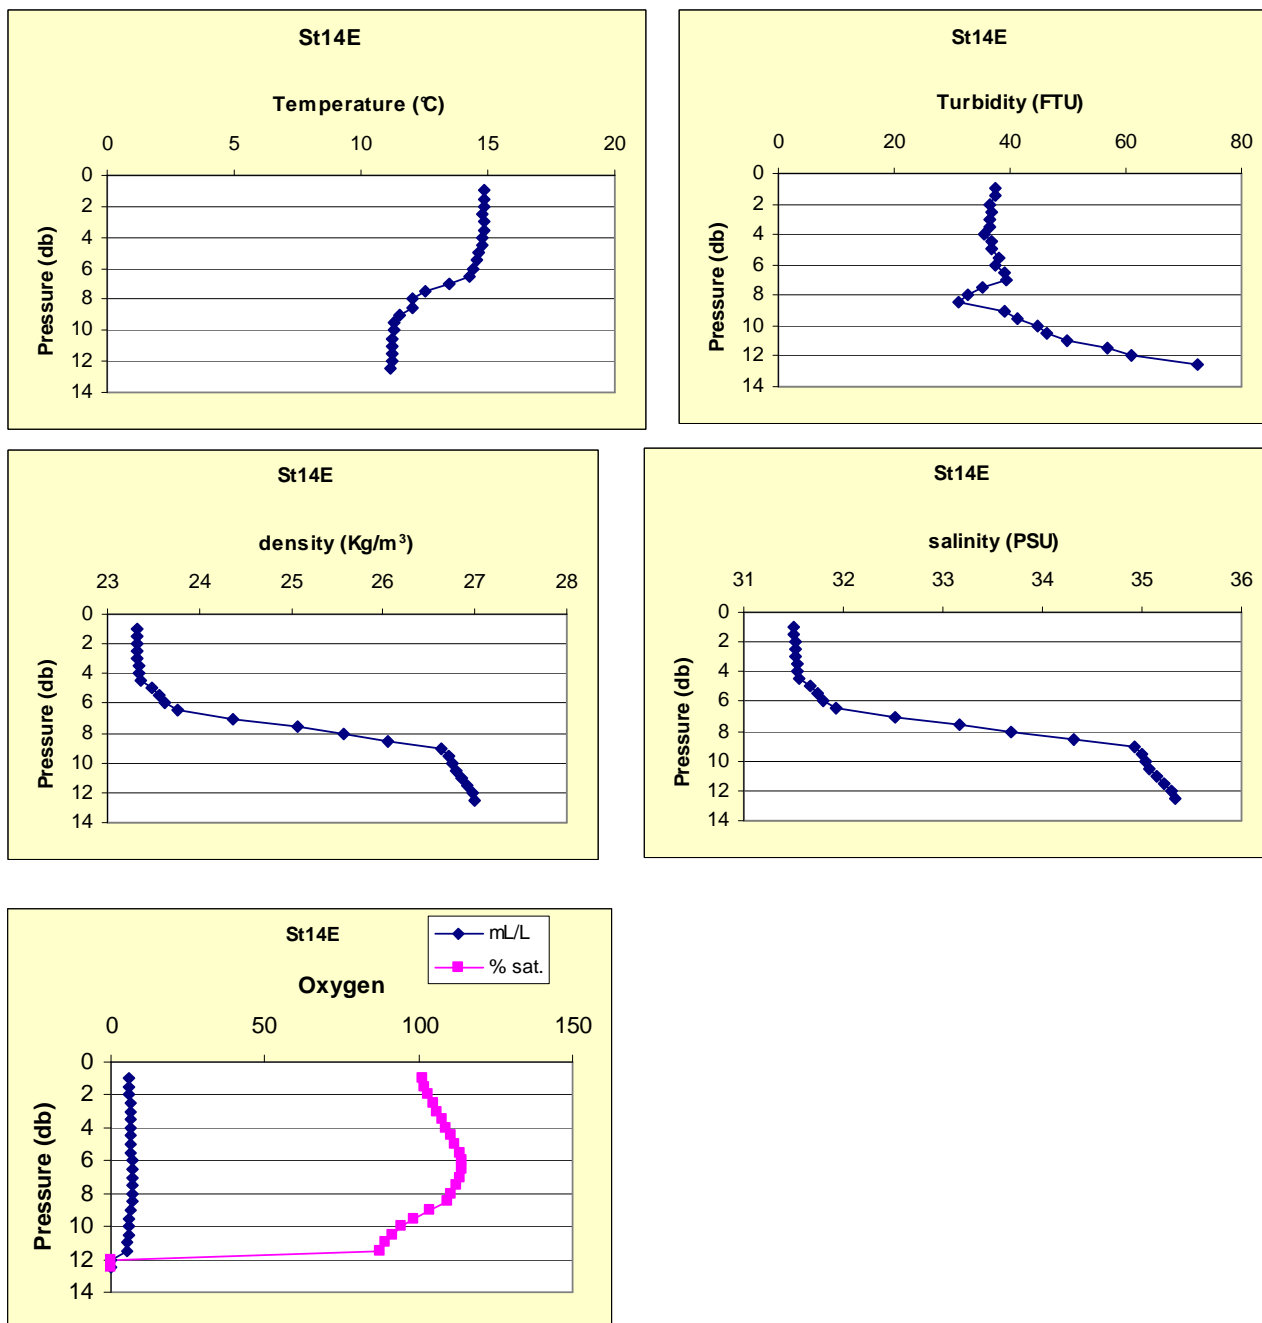 St14E
Temperature (°C)
0 5 10 15 20
0
2
4
6
8
10
12
14
Pressure (db)
St14E
Turbidity (FTU)
0 20 40 60 80
0
2
4
6
8
10
12
14
Pressure (db)
St14E
density (Kg/m³)
23 24 25 26 27 28
0
2
4
6
8
10
12
14
Pressure (db)
St14E
salinity (PSU)
31 32 33 34 35 36
0
2
4
6
8
10
12
14
Pressure (db)
St14E
mL/L
% sat.
Oxygen
0 50 100 150
0
2
4
6
8
10
12
14
Pressure (db)